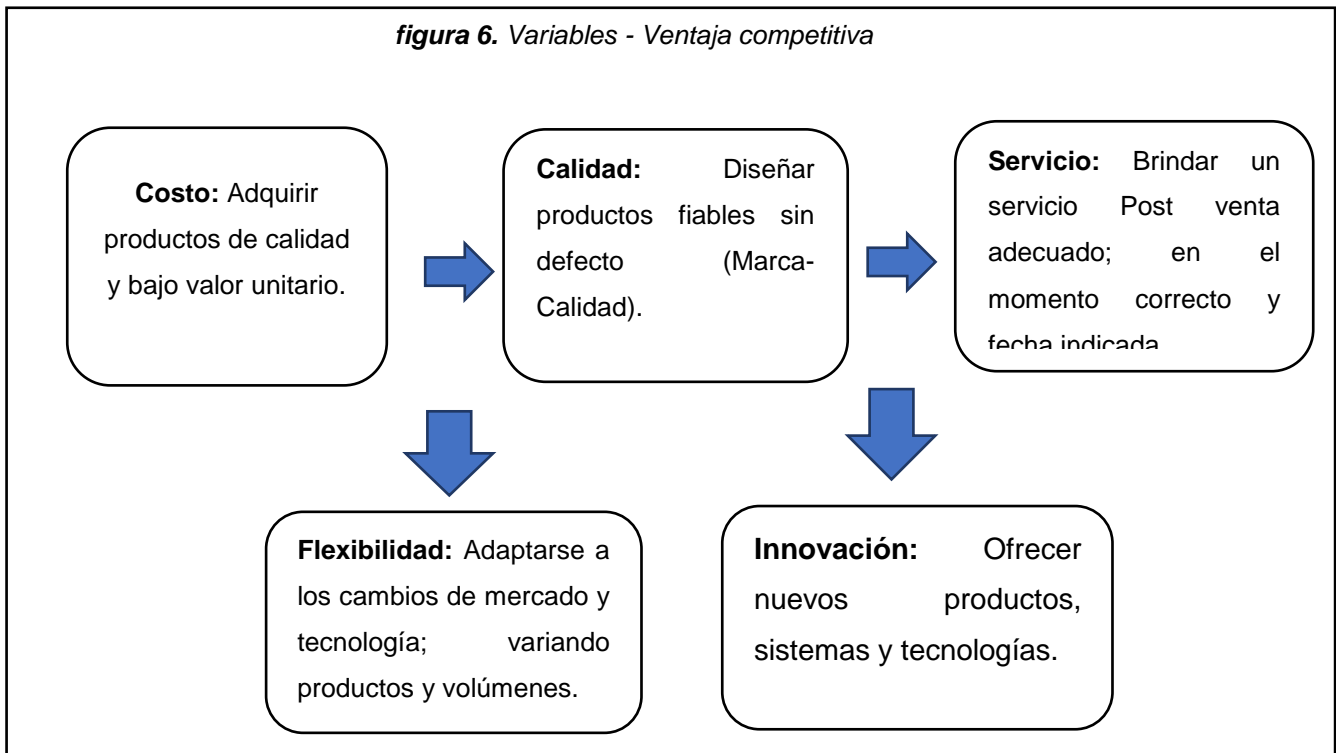 figura 6. Variables - Ventaja competitiva
Costo: Adquirir
productos de calidad
y bajo valor unitario.
Calidad: Diseñar
productos fiables sin
defecto (Marca-
Calidad).
Servicio: Brindar un
servicio Post venta
adecuado; en el
momento correcto y
fecha indicada
Flexibilidad: Adaptarse a
los cambios de mercado y
tecnología; variando
productos y volúmenes.
Innovación: Ofrecer
nuevos productos,
sistemas y tecnologías.